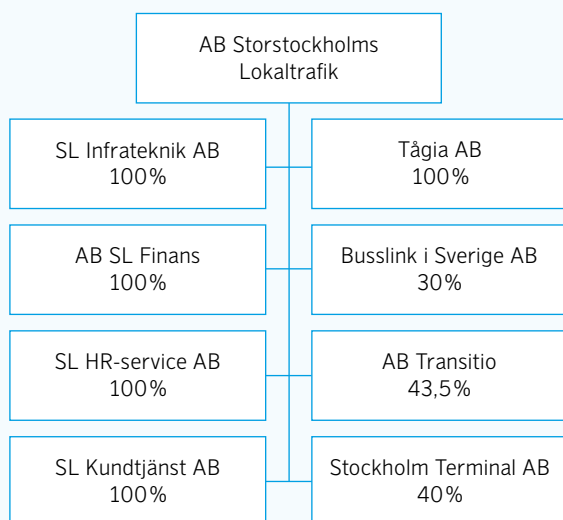 AB Storstockholms
Lokaltrafik
SL Infrateknik AB
100%
Tågia AB
100%
AB SL Finans
100%
Busslink i Sverige AB
30%
SL HR-service AB
100%
AB Transitio
43,5%
SL Kundtjänst AB
100%
Stockholm Terminal AB
40%